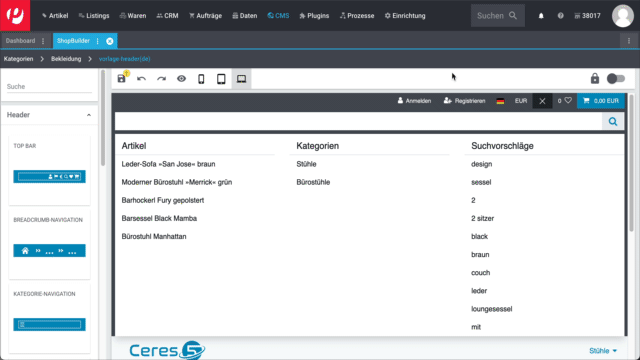 Artikel Listings Waren CRM Aufträge Daten CMS Plugins Prozesse Einrichtung Suchen 38017
Dashboard ShopBuilder
Kategorien Bekleidung vorlage-header(de)
Suche
Header
TOP BAR
BREADCRUMB-NAVIGATION
KATEGORIE-NAVIGATION
Anmelden Registrieren EUR 0 0,00 EUR
Artikel Kategorien Suchvorschläge
Leder-Sofa »San Jose« braun Stühle design
Moderner Bürostuhl »Merrick« grün Bürostühle sessel
Barhockerl Fury gepolstert 2
Barsessel Black Mamba 2 sitzer
Bürostuhl Manhattan black
braun
couch
leder
loungesessel
mit
Ceres 5 Stühle